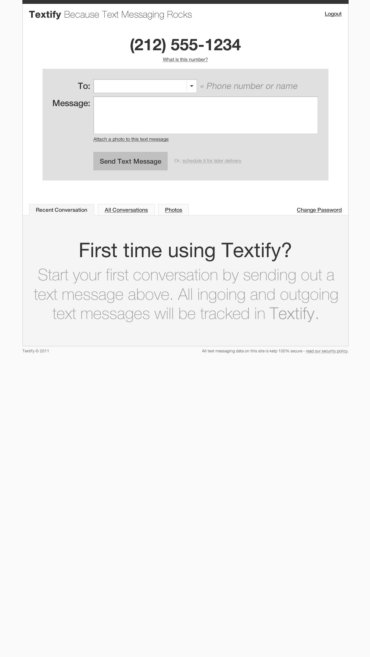 Textify Because Text Messaging Rocks
Logout
(212) 555-1234
What is this number?
To:
« Phone number or name
Message:
Attach a photo to this text message
Send Text Message
Or, schedule it for later delivery.
Recent Conversation
All Conversations
Photos
Change Password
First time using Textify?
Start your first conversation by sending out a
text message above. All ingoing and outgoing
text messages will be tracked in Textify.
Textify © 2011
All text messaging data on this site is kept 100% secure - read our security policy.